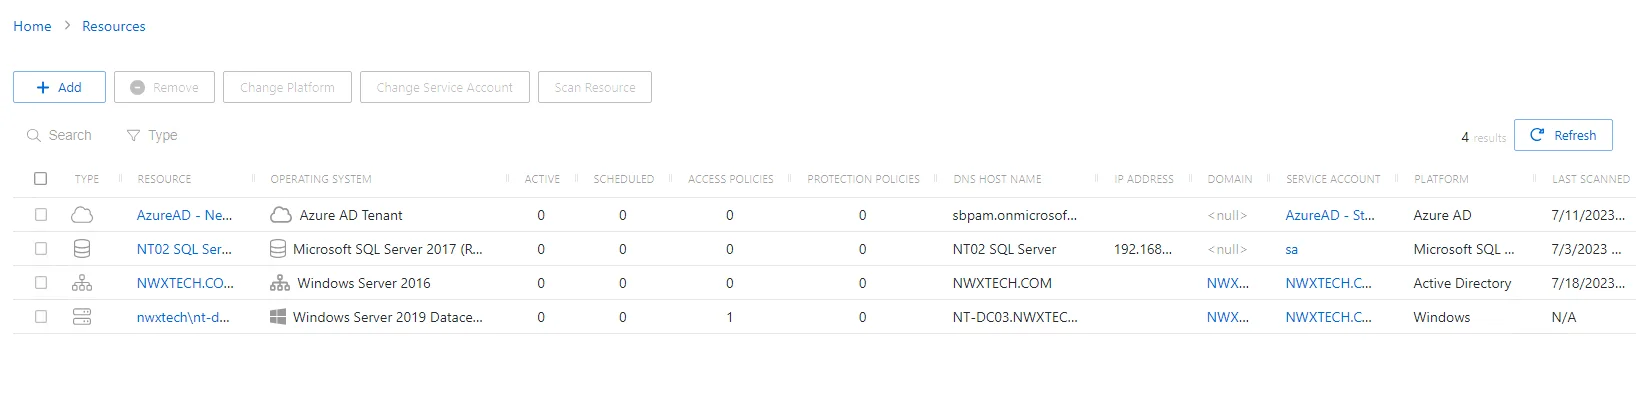 Home > Resources
+ Add Remove Change Platform Change Service Account Scan Resource
Search Type 4 results Refresh
TYPE RESOURCE OPERATING SYSTEM ACTIVE SCHEDULED ACCESS POLICIES PROTECTION POLICIES DNS HOST NAME IP ADDRESS DOMAIN SERVICE ACCOUNT PLATFORM LAST SCANNED
AzureAD - Ne... Azure AD Tenant 0 0 0 0 sbpam.onmicrosof... <null> AzureAD - St... Azure AD 7/11/2023...
NT02 SQL Ser... Microsoft SQL Server 2017 (R... 0 0 0 0 NT02 SQL Server 192.168... <null> sa Microsoft SQL ... 7/3/2023 ...
NWXTECH.CO... Windows Server 2016 0 0 0 0 NWXTECH.COM NWX... NWXTECH.C... Active Directory 7/18/2023...
nwxtech\nt-d... Windows Server 2019 Datace... 0 0 1 0 NT-DC03.NWXTEC... NWX... NWXTECH.C... Windows N/A